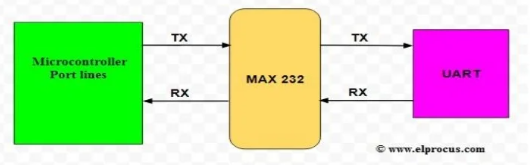 Microcontroller
Port lines
TX
RX
MAX 232
TX
RX
UART
© www.elprocus.com